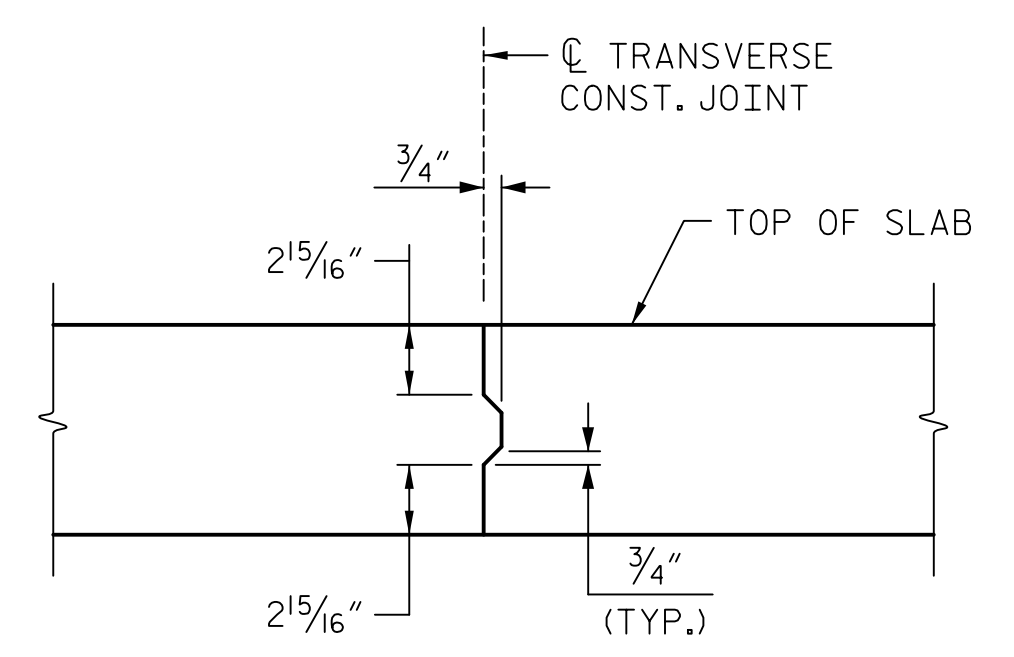 ℄ TRANSVERSE
CONST. JOINT
3/4"
TOP OF SLAB
2 15/16"
2 15/16"
3/4"
(TYP.)